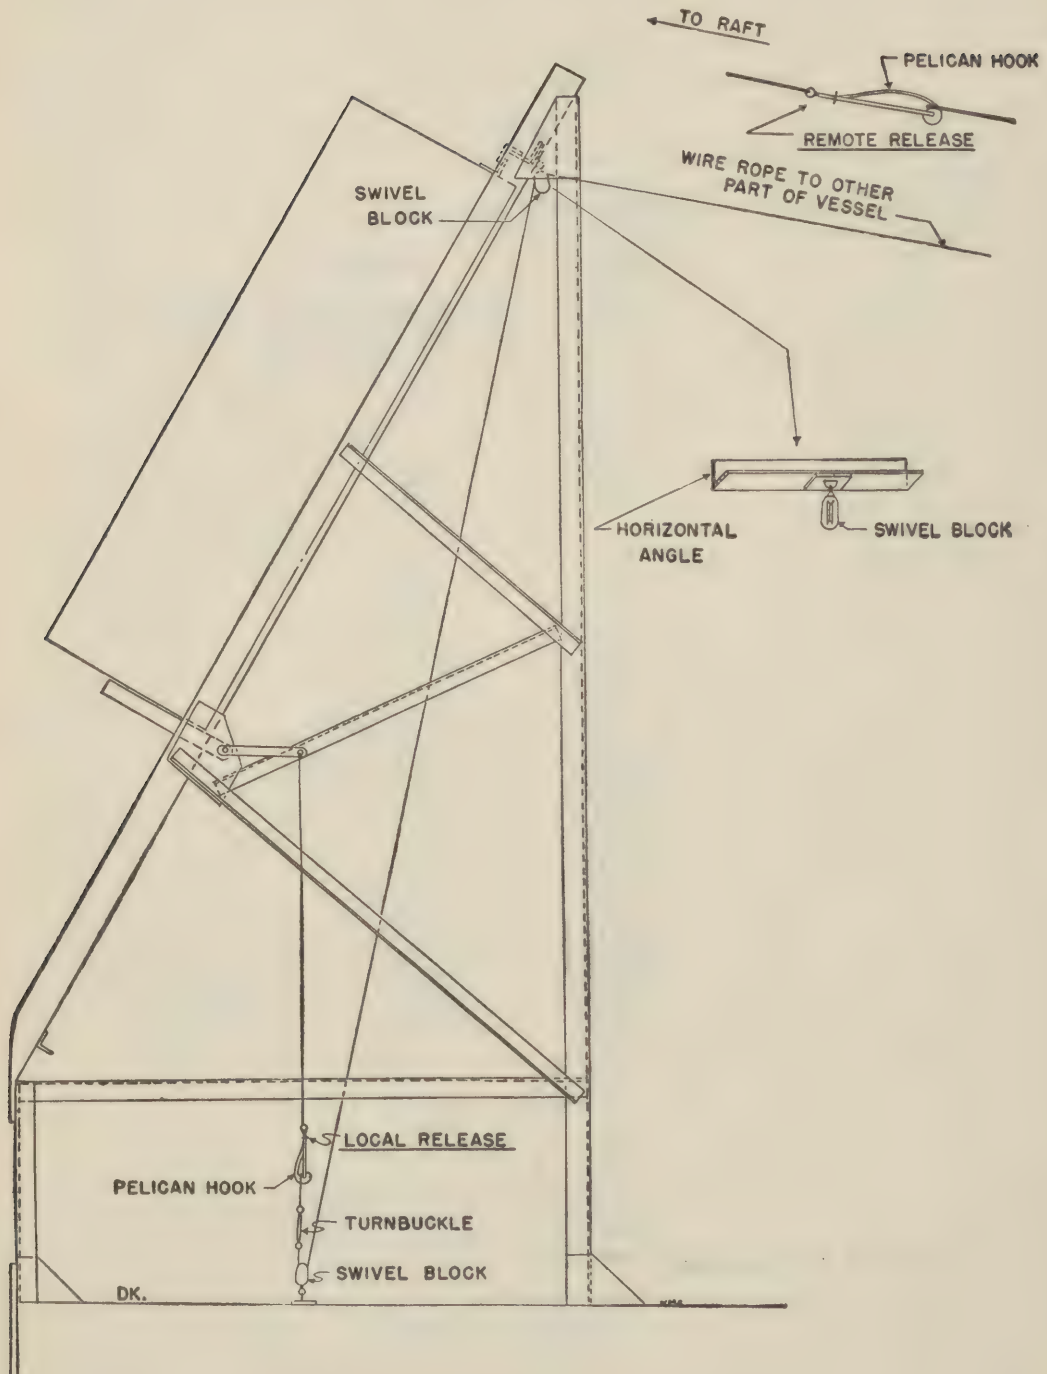 TO RAFT
PELICAN HOOK
REMOTE RELEASE
WIRE ROPE TO OTHER
PART OF VESSEL
SWIVEL
BLOCK
HORIZONTAL
ANGLE
SWIVEL BLOCK
LOCAL RELEASE
PELICAN HOOK
TURNBUCKLE
SWIVEL BLOCK
DK.